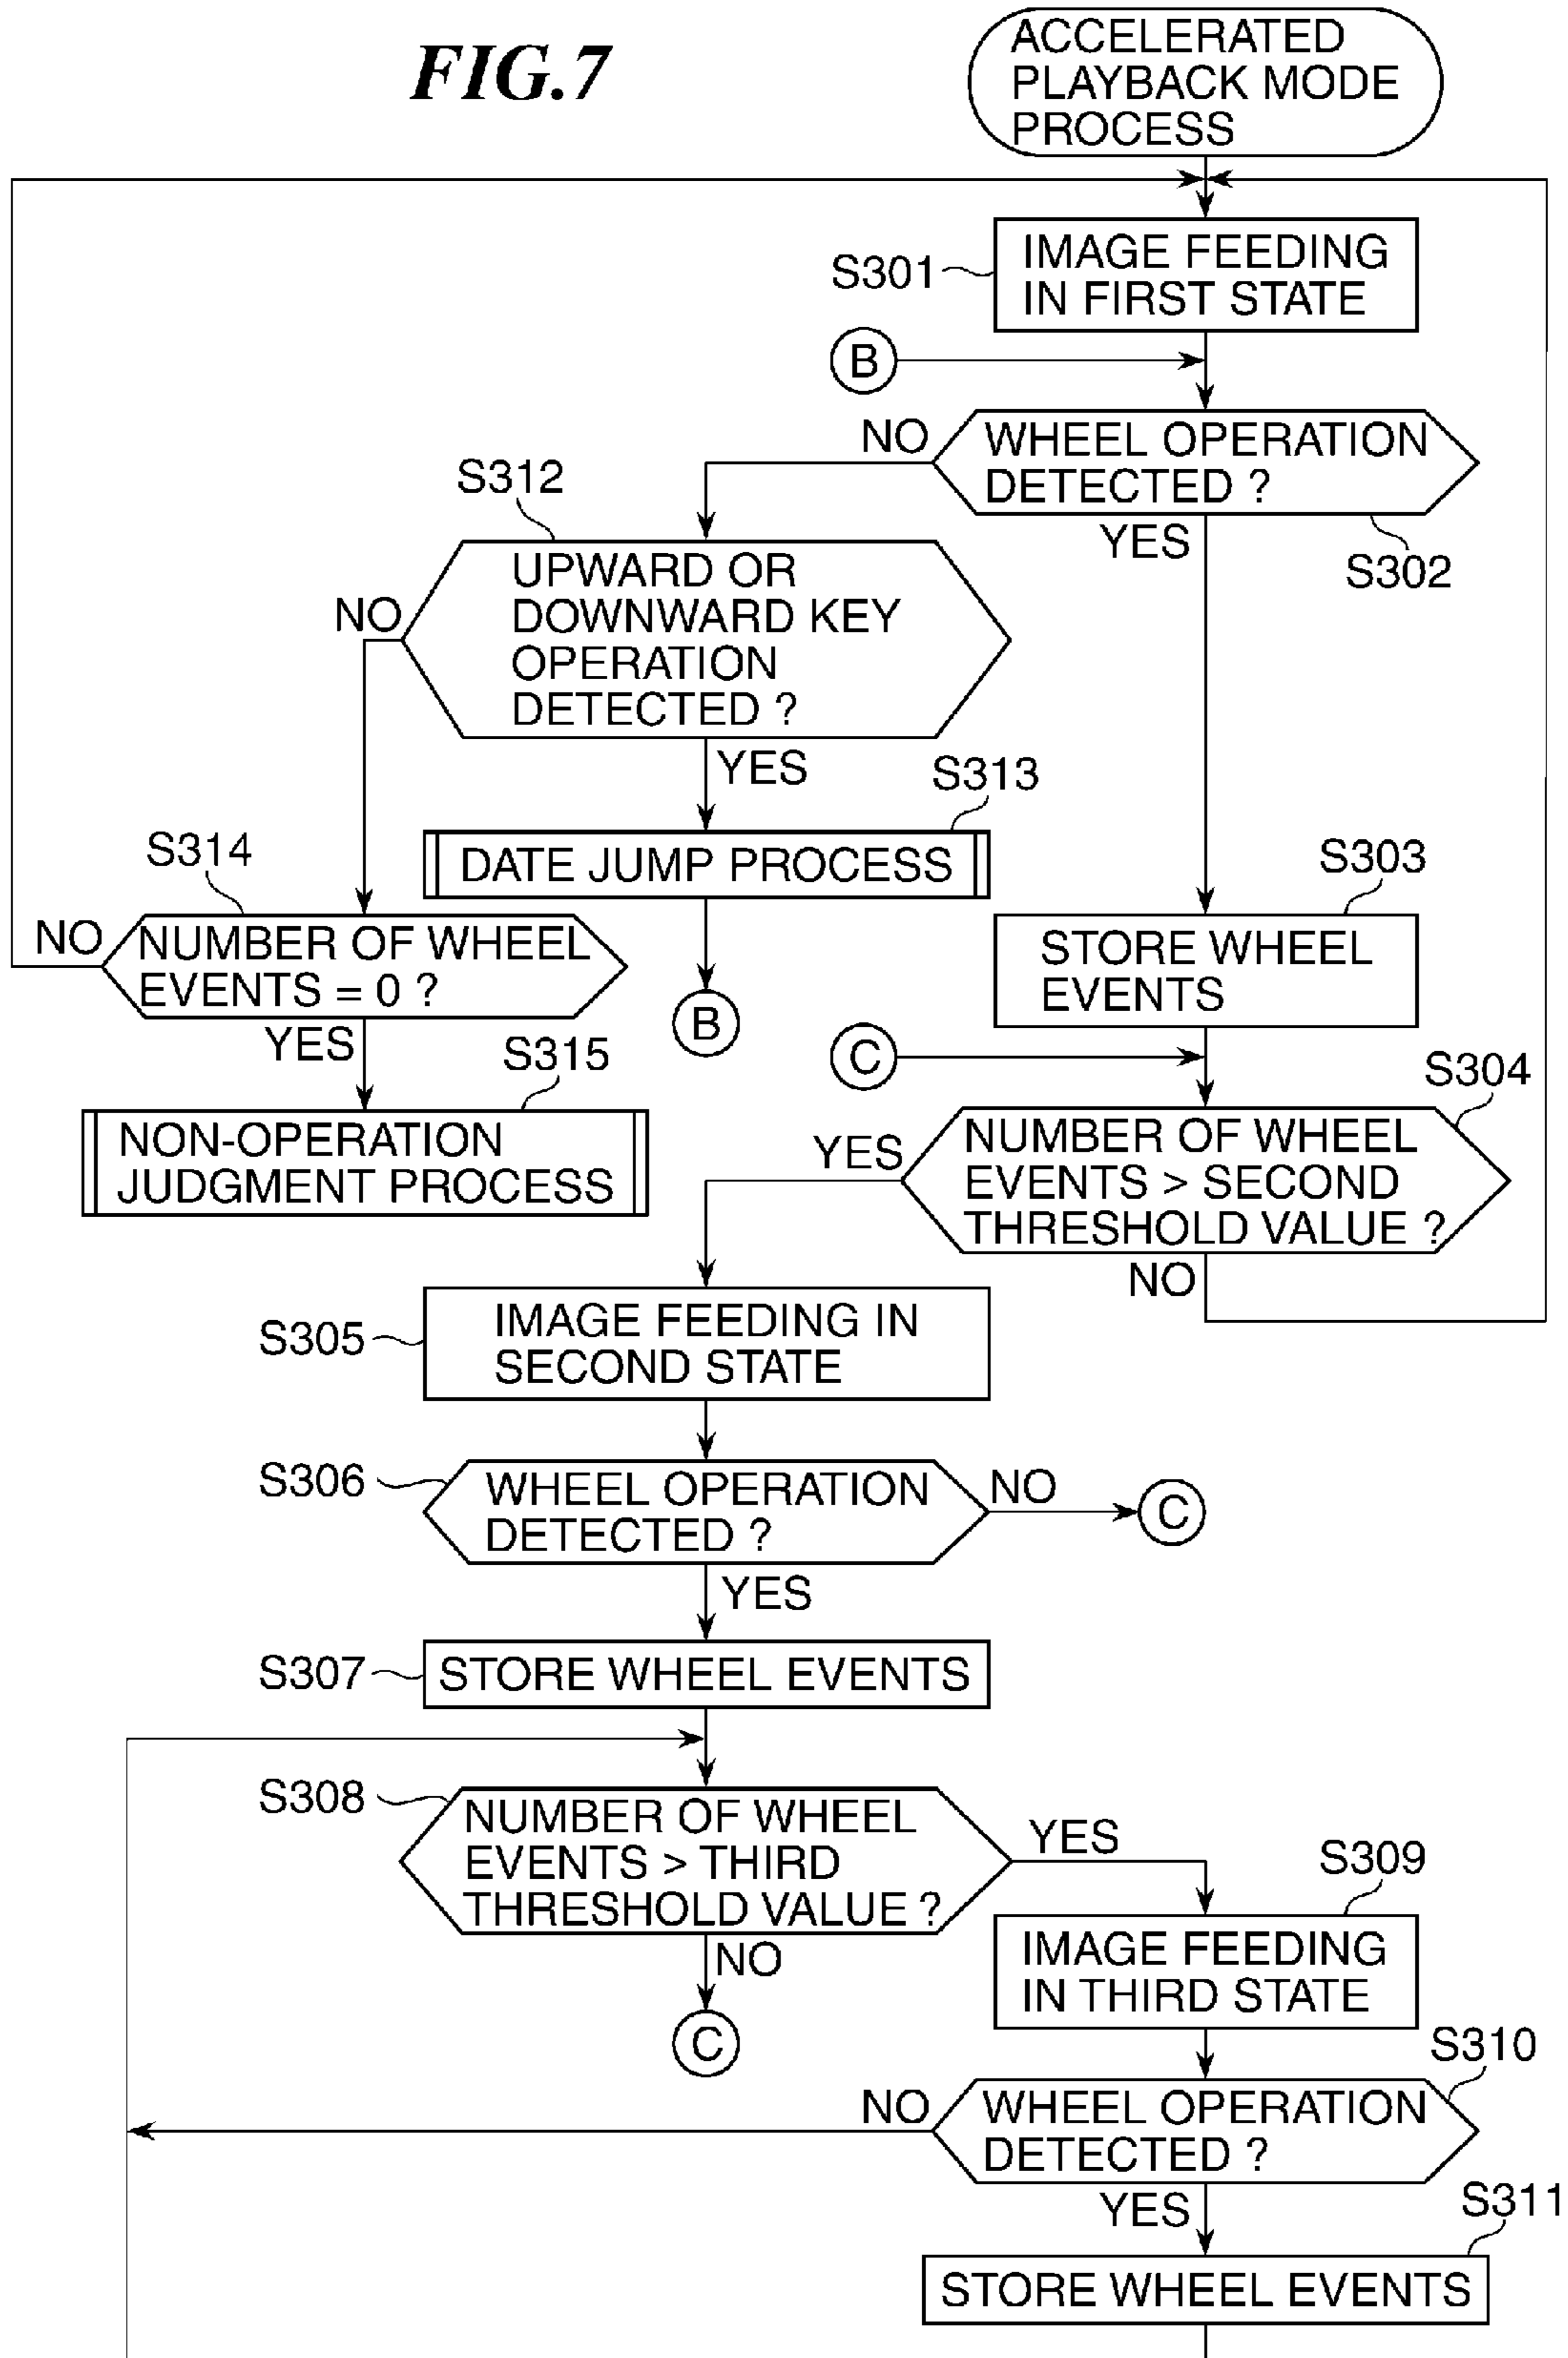 FIG.7
ACCELERATED
PLAYBACK MODE
PROCESS
S301
IMAGE FEEDING
IN FIRST STATE
B
NO
WHEEL OPERATION
DETECTED ?
S302
YES
S312
UPWARD OR
DOWNWARD KEY
OPERATION
DETECTED ?
NO
YES
S313
DATE JUMP PROCESS
B
S314
NO
NUMBER OF WHEEL
EVENTS = 0 ?
YES
S315
NON-OPERATION
JUDGMENT PROCESS
S303
STORE WHEEL
EVENTS
C
S304
YES
NUMBER OF WHEEL
EVENTS > SECOND
THRESHOLD VALUE ?
NO
S305
IMAGE FEEDING IN
SECOND STATE
S306
WHEEL OPERATION
DETECTED ?
NO
C
YES
S307
STORE WHEEL EVENTS
S308
NUMBER OF WHEEL
EVENTS > THIRD
THRESHOLD VALUE ?
YES
NO
C
S309
IMAGE FEEDING
IN THIRD STATE
S310
NO
WHEEL OPERATION
DETECTED ?
YES
S311
STORE WHEEL EVENTS